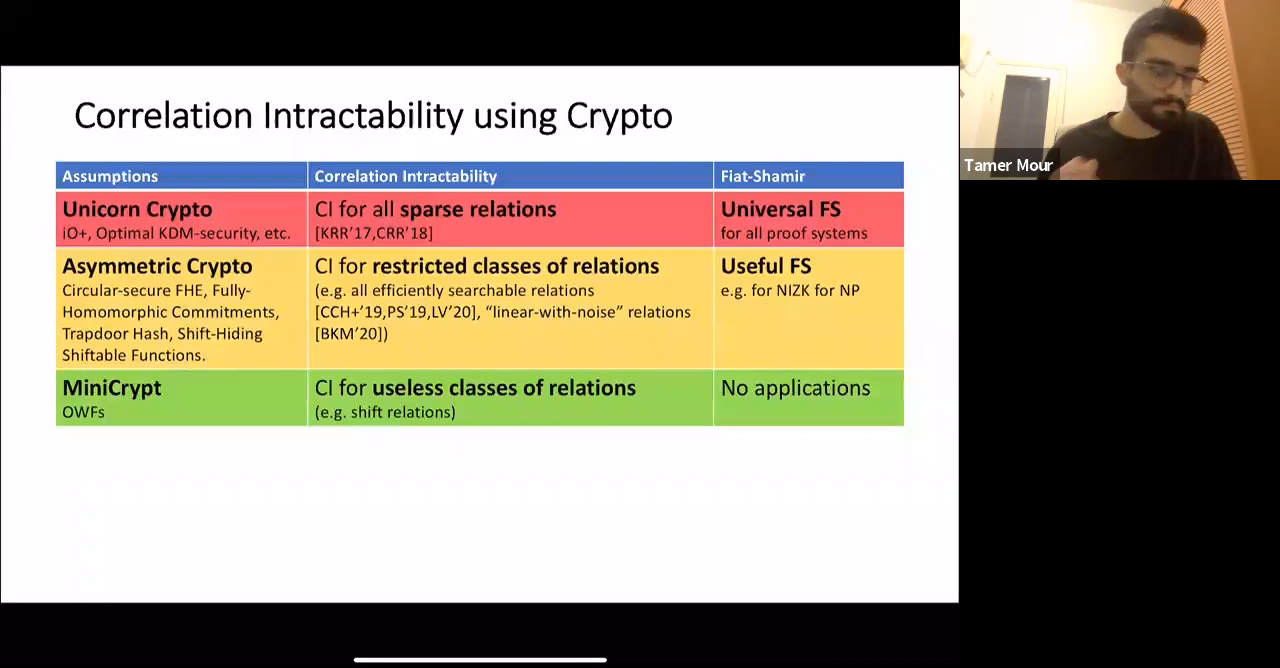 Correlation Intractability using Crypto
Assumptions
Correlation Intractability
Fiat-Shamir
Unicorn Crypto
iO+, Optimal KDM-security, etc.
CI for all sparse relations
[KRR'17,CRR'18]
Universal FS
for all proof systems
Asymmetric Crypto
Circular-secure FHE, Fully-
Homomorphic Commitments,
Trapdoor Hash, Shift-Hiding
Shiftable Functions.
CI for restricted classes of relations
(e.g. all efficiently searchable relations
[CCH+'19,PS'19,LV'20], “linear-with-noise” relations
[BKM'20])
Useful FS
e.g. for NIZK for NP
MiniCrypt
OWFs
CI for useless classes of relations
(e.g. shift relations)
No applications
Tamer Mour